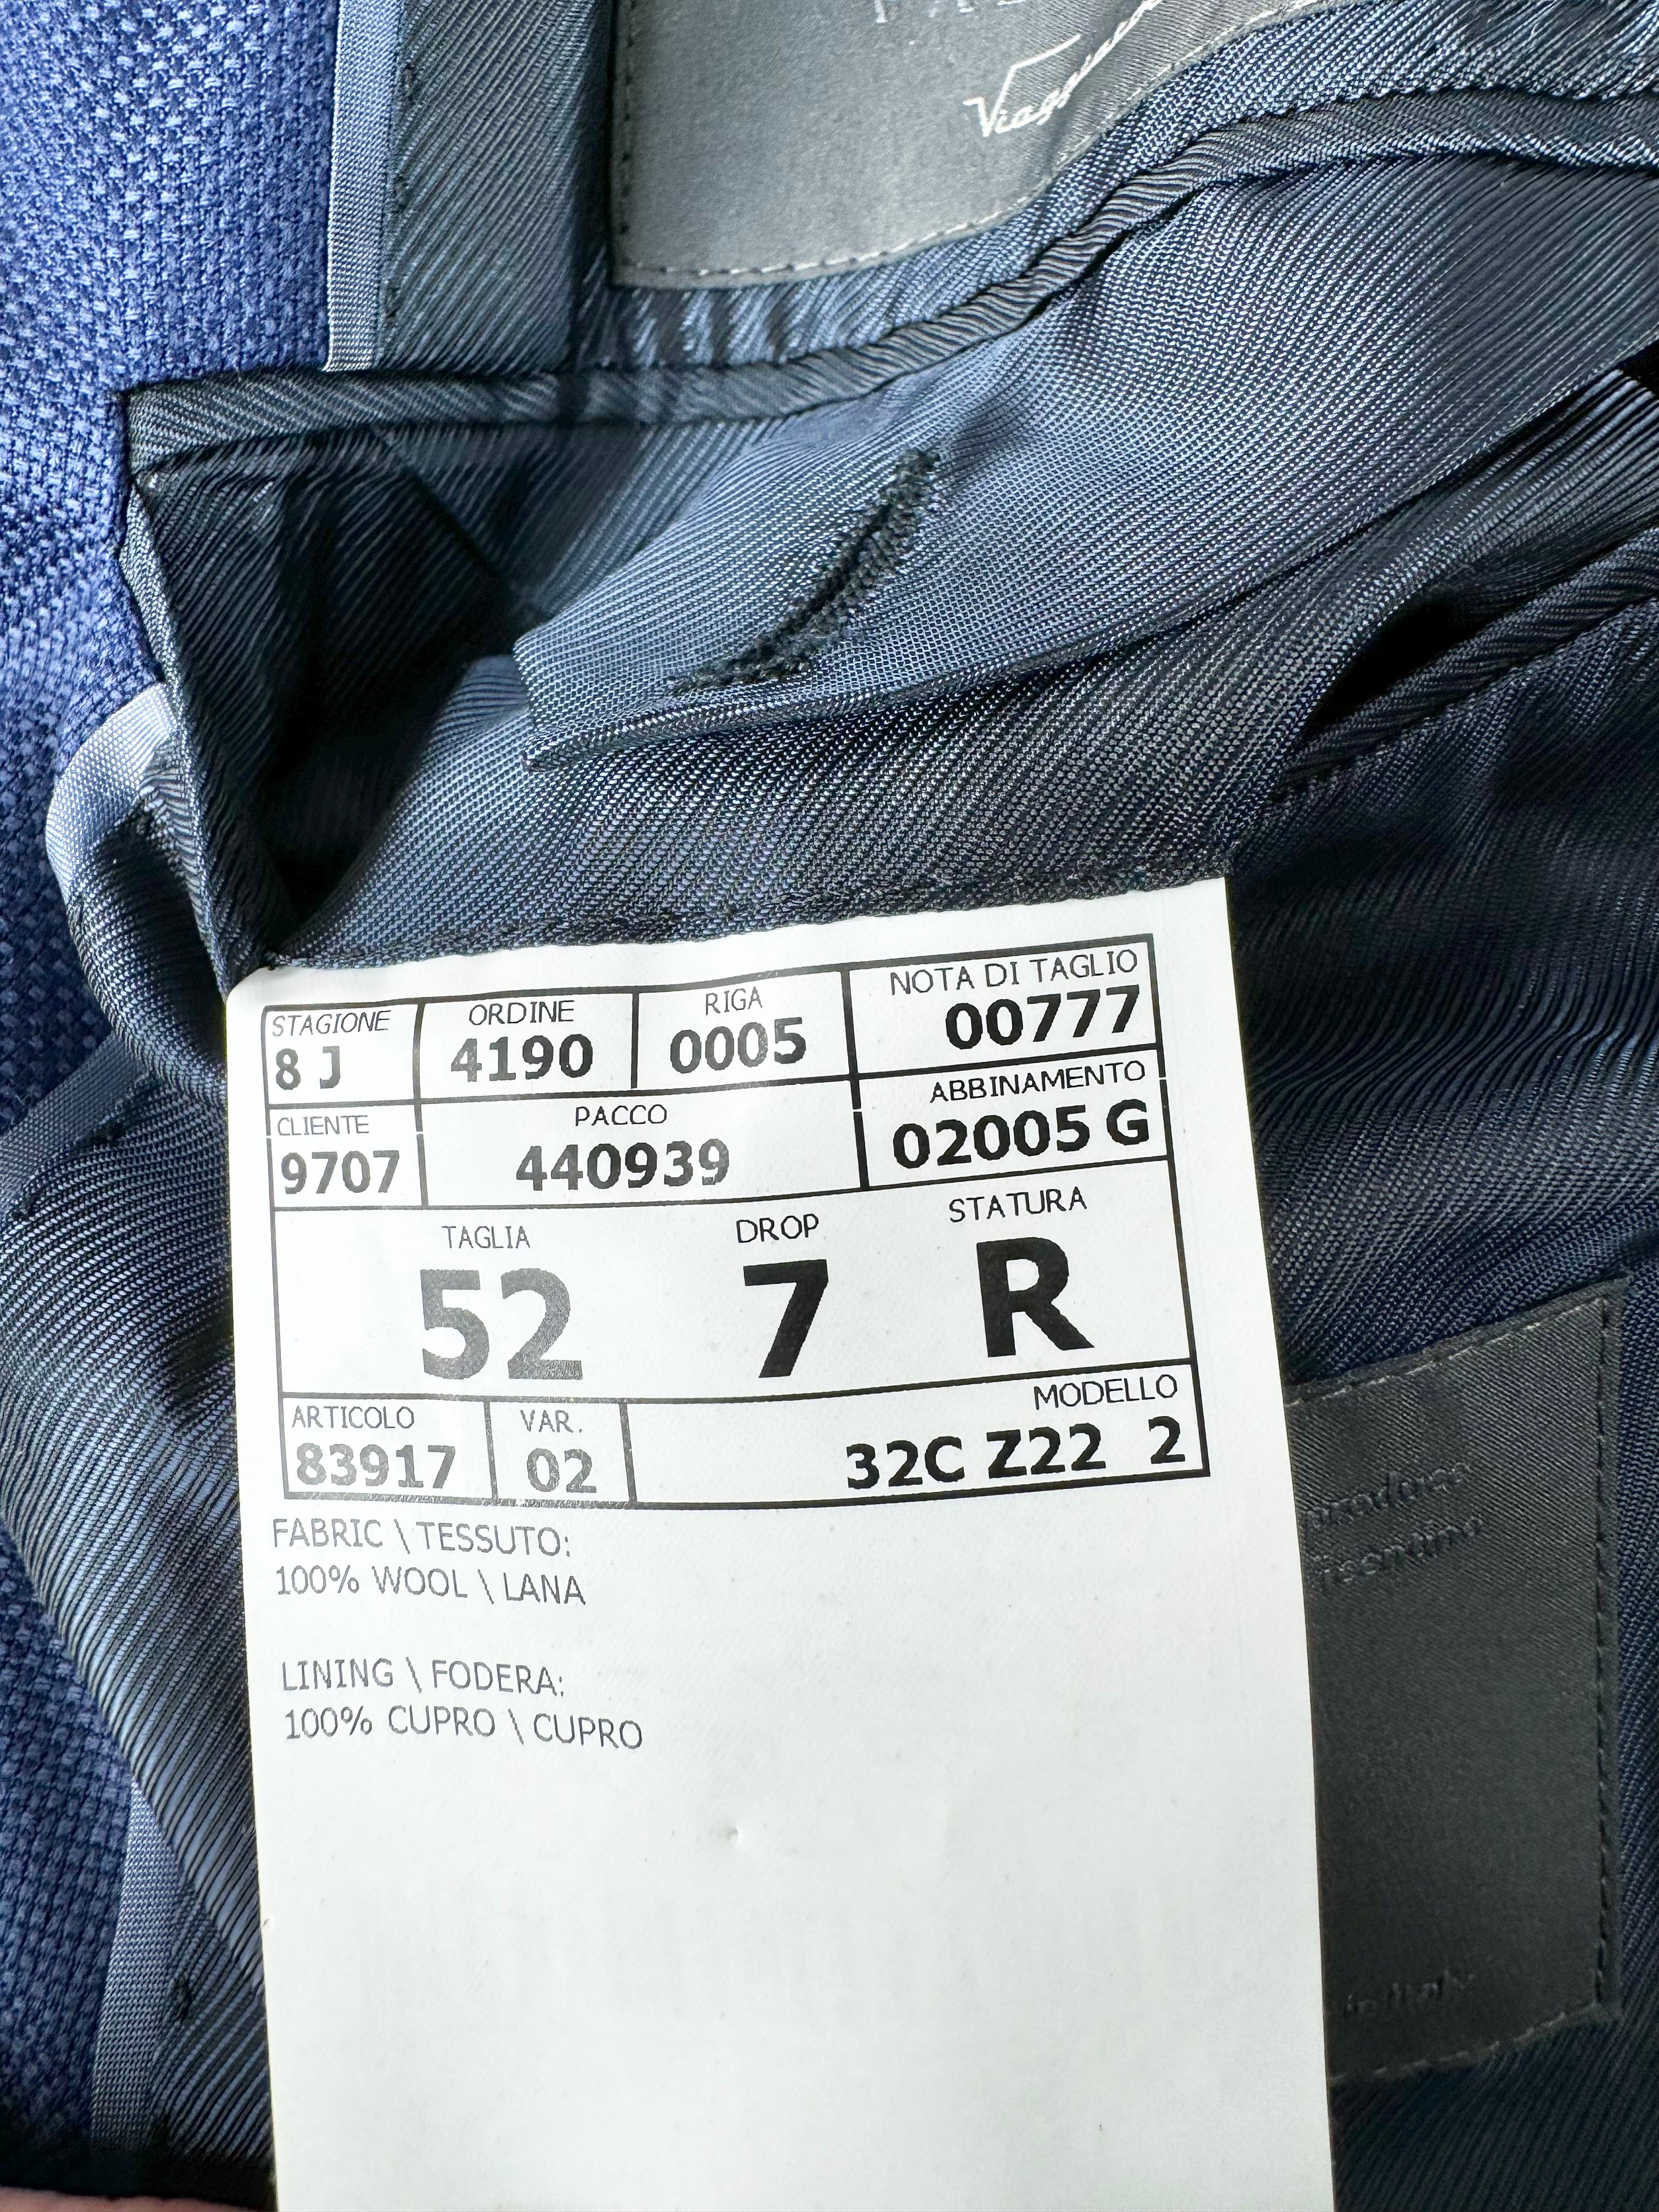 STAGIONE ORDINE RIGA NOTA DI TAGLIO
8 J 4190 0005 00777
CLIENTE PACCO ABBINAMENTO
9707 440939 02005 G
TAGLIA DROP STATURA
52 7 R
ARTICOLO VAR. MODELLO
83917 02 32C Z22 2
FABRIC \ TESSUTO:
100% WOOL \ LANA
LINING \ FODERA:
100% CUPRO \ CUPRO